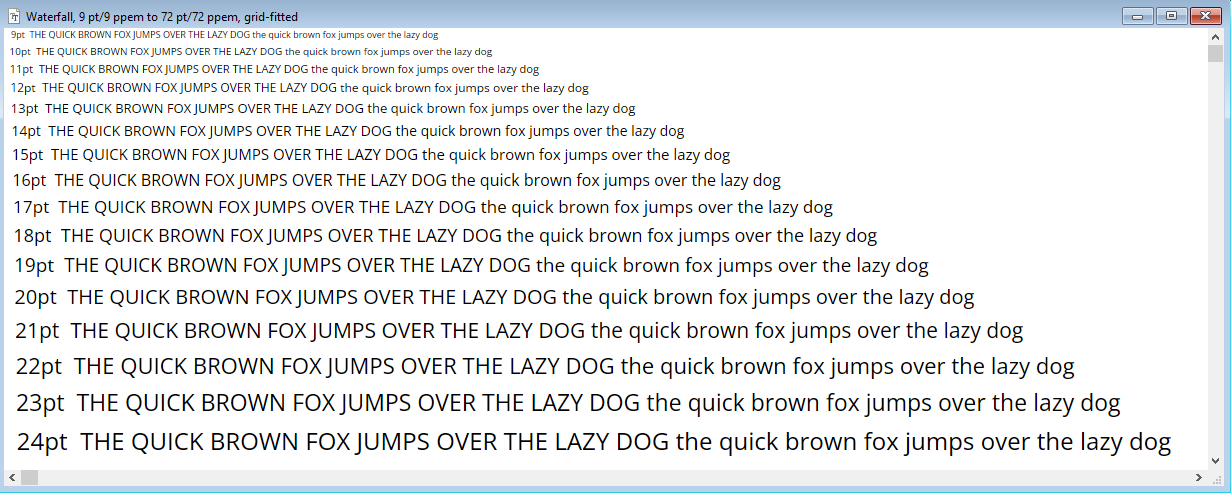 Waterfall, 9 pt/9 ppem to 72 pt/72 ppem, grid-fitted
9pt THE QUICK BROWN FOX JUMPS OVER THE LAZY DOG the quick brown fox jumps over the lazy dog
10pt THE QUICK BROWN FOX JUMPS OVER THE LAZY DOG the quick brown fox jumps over the lazy dog
11pt THE QUICK BROWN FOX JUMPS OVER THE LAZY DOG the quick brown fox jumps over the lazy dog
12pt THE QUICK BROWN FOX JUMPS OVER THE LAZY DOG the quick brown fox jumps over the lazy dog
13pt THE QUICK BROWN FOX JUMPS OVER THE LAZY DOG the quick brown fox jumps over the lazy dog
14pt THE QUICK BROWN FOX JUMPS OVER THE LAZY DOG the quick brown fox jumps over the lazy dog
15pt THE QUICK BROWN FOX JUMPS OVER THE LAZY DOG the quick brown fox jumps over the lazy dog
16pt THE QUICK BROWN FOX JUMPS OVER THE LAZY DOG the quick brown fox jumps over the lazy dog
17pt THE QUICK BROWN FOX JUMPS OVER THE LAZY DOG the quick brown fox jumps over the lazy dog
18pt THE QUICK BROWN FOX JUMPS OVER THE LAZY DOG the quick brown fox jumps over the lazy dog
19pt THE QUICK BROWN FOX JUMPS OVER THE LAZY DOG the quick brown fox jumps over the lazy dog
20pt THE QUICK BROWN FOX JUMPS OVER THE LAZY DOG the quick brown fox jumps over the lazy dog
21pt THE QUICK BROWN FOX JUMPS OVER THE LAZY DOG the quick brown fox jumps over the lazy dog
22pt THE QUICK BROWN FOX JUMPS OVER THE LAZY DOG the quick brown fox jumps over the lazy dog
23pt THE QUICK BROWN FOX JUMPS OVER THE LAZY DOG the quick brown fox jumps over the lazy dog
24pt THE QUICK BROWN FOX JUMPS OVER THE LAZY DOG the quick brown fox jumps over the lazy dog